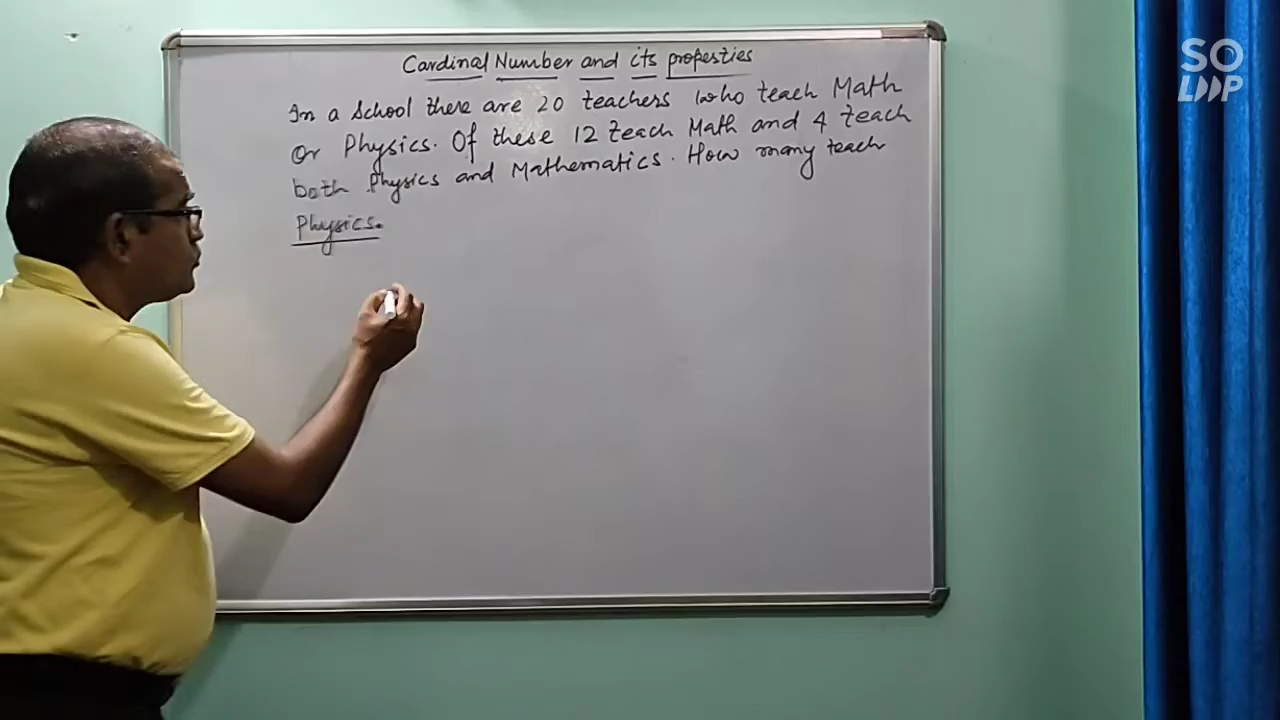 Cardinal Number and its properties
In a School there are 20 teachers who teach Math
Or Physics. Of these 12 teach Math and 4 teach
both Physics and Mathematics. How many teach
Physics.
SO
LOOP